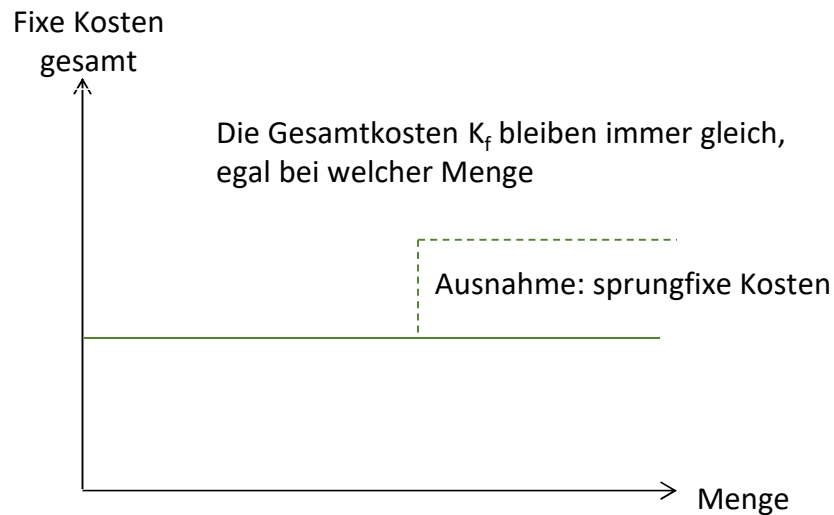 Fixe Kosten
gesamt
Die Gesamtkosten Kf bleiben immer gleich,
egal bei welcher Menge
Ausnahme: sprungfixe Kosten
Menge